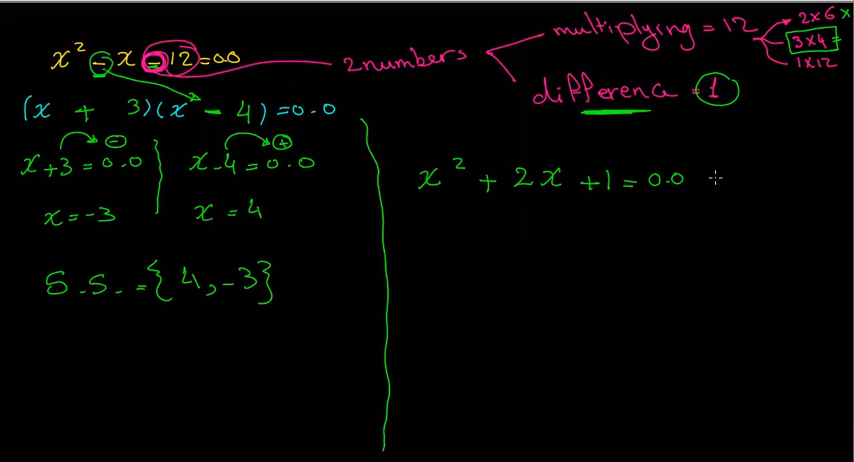 x² - x - 12 = 0.0
2 numbers
multiplying = 12
2 x 6 x
3 x 4 =
1 x 12
difference = 1
(x + 3)(x - 4) = 0.0
x + 3 = 0.0
-
x = -3
x - 4 = 0.0
+
x = 4
S.S. = {4, -3}
x² + 2x + 1 = 0.0